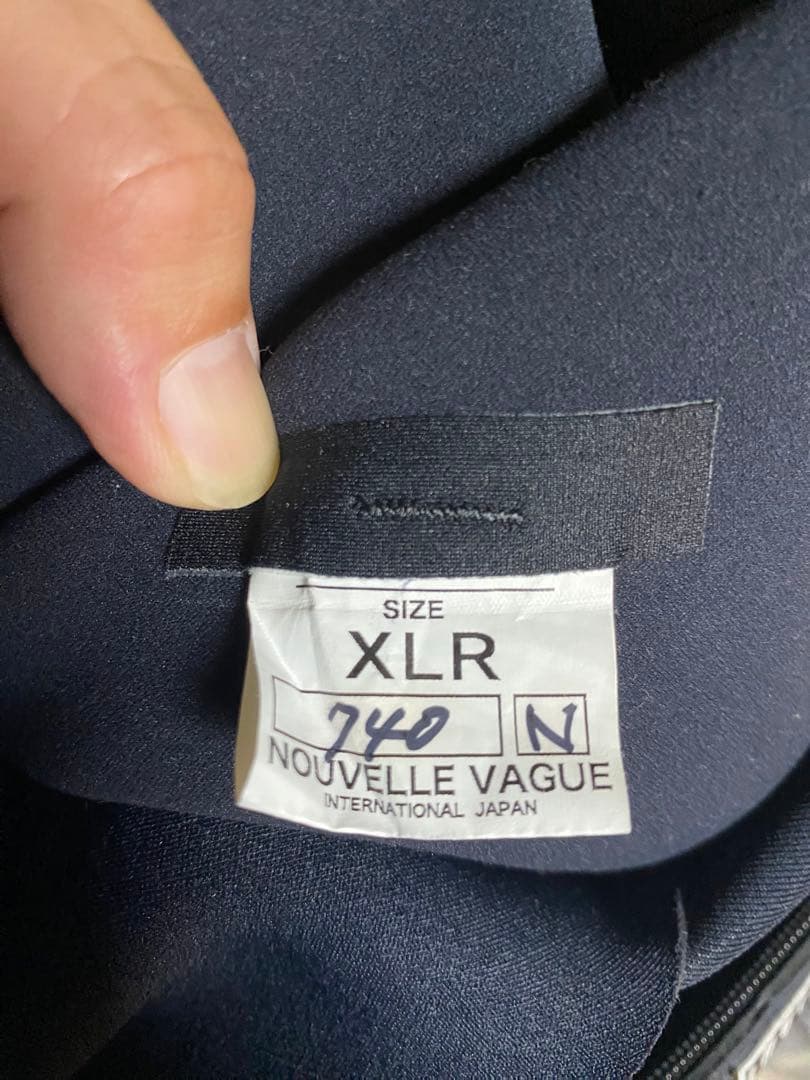 SIZE
XLR
740 N
NOUVELLE VAGUE
INTERNATIONAL JAPAN